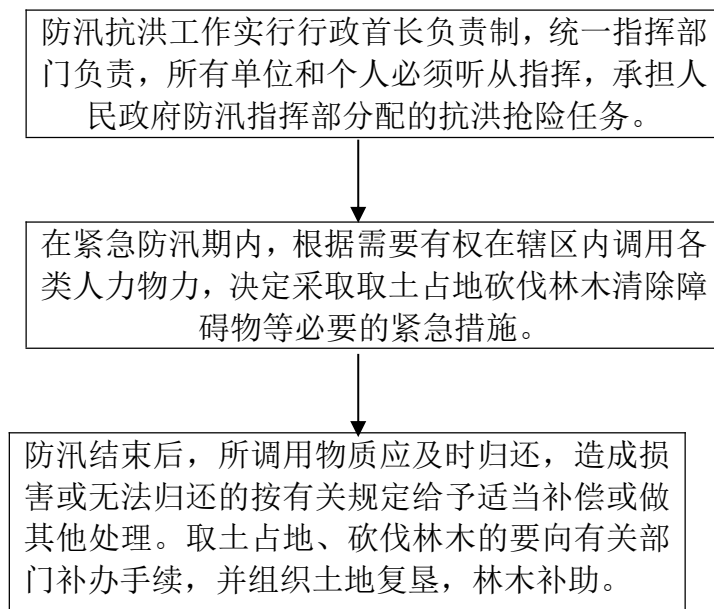 防汛抗洪工作实行行政首长负责制，统一指挥部
门负责，所有单位和个人必须听从指挥，承担人
民政府防汛指挥部分配的抗洪抢险任务。
在紧急防汛期内，根据需要有权在辖区内调用各
类人力物力，决定采取取土占地砍伐林木清除障
碍物等必要的紧急措施。
防汛结束后，所调用物质应及时归还，造成损
害或无法归还的按有关规定给予适当补偿或做
其他处理。取土占地、砍伐林木的要向有关部
门补办手续，并组织土地复垦，林木补助。